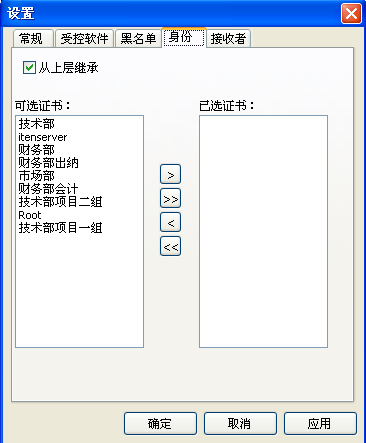 设置
常规 受控软件 黑名单 身份 接收者
从上层继承
可选证书： 已选证书：
技术部
itenserver
财务部
财务部出纳
市场部
财务部会计
技术部项目二组
Root
技术部项目一组
>
>>
<
<<
确定 取消 应用